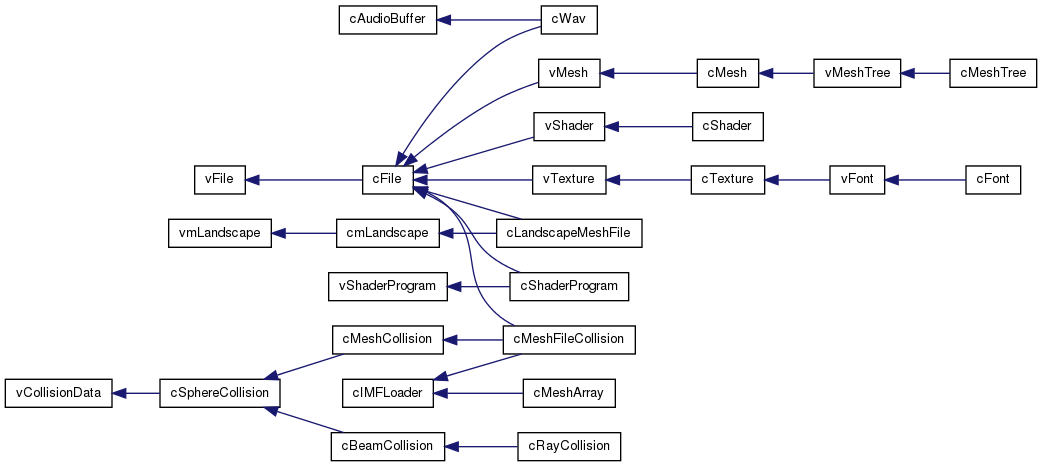 cAudioBuffer
cWav
vMesh
cMesh
vMeshTree
cMeshTree
vShader
cShader
vFile
cFile
vTexture
cTexture
vFont
cFont
vmLandscape
cmLandscape
cLandscapeMeshFile
vShaderProgram
cShaderProgram
cMeshCollision
cMeshFileCollision
vCollisionData
cSphereCollision
cIMFLoader
cMeshArray
cBeamCollision
cRayCollision